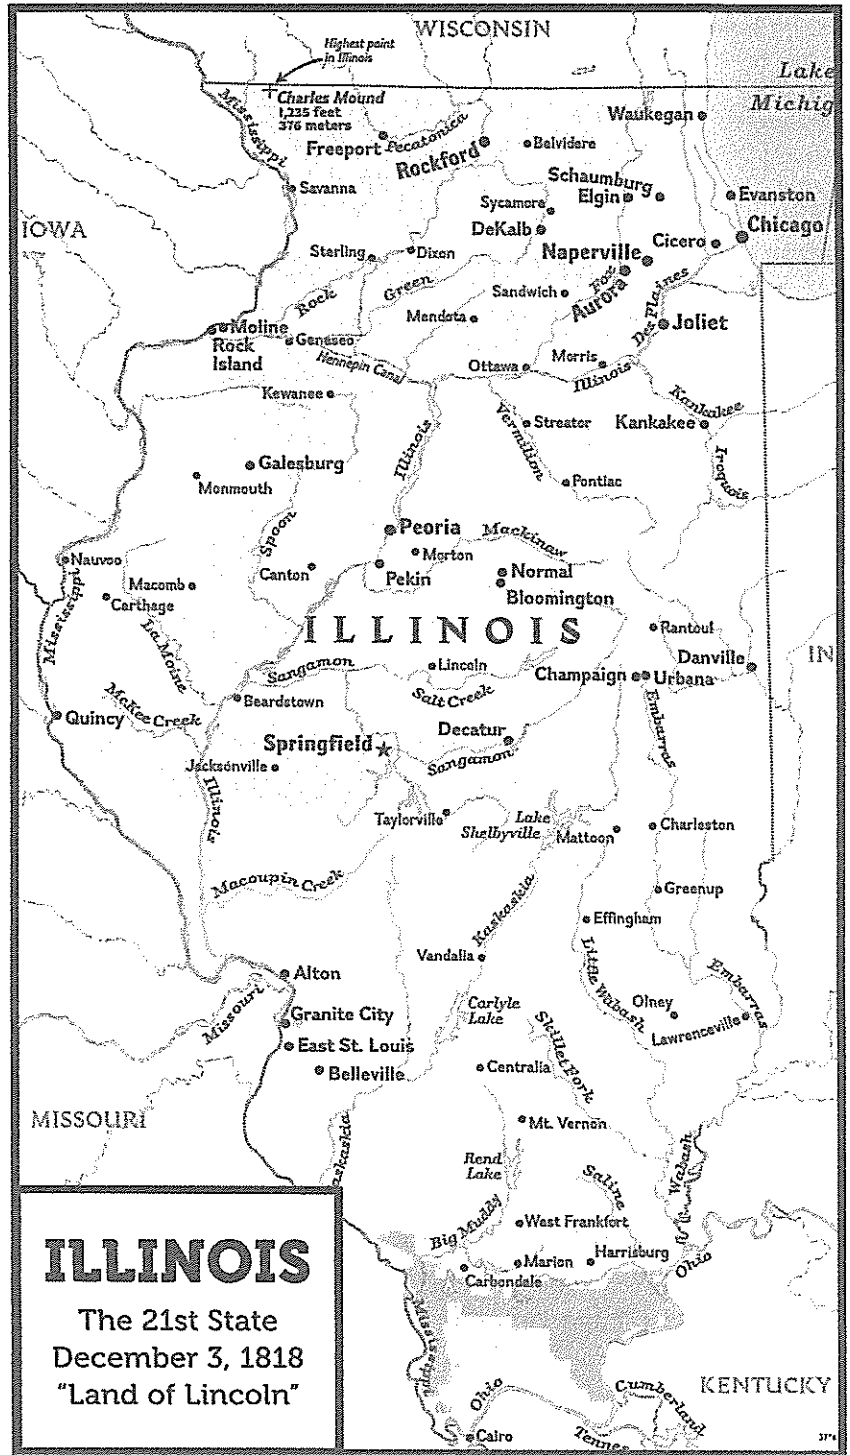 WISCONSIN
Highest point
in Illinois
Lake
Michig
Charles Mound
1,235 feet
376 meters
Mississippi
Waukegan
Freeport
Pecatonica
Rockford
Belvidere
Savanna
Schaumburg
Elgin
Evanston
Sycamore
DeKalb
Chicago
IOWA
Cicero
Sterling
Dixon
Naperville
Green
Fox
Aurora
Sandwich
Rock
Des Plaines
Mendota
Joliet
Moline
Rock
Island
Geneseo
Hennepin Canal
Ottawa
Morris
Illinois
Kewanee
Kankakee
Vermilion
Streator
Kankakee
Illinois
Galesburg
Monmouth
Pontiac
Iroquois
Spoon
Peoria
Mackinaw
Morton
Nauvoo
Canton
Pekin
Normal
Bloomington
Macomb
Carthage
Mississippi
La Moine
ILLINOIS
Rantoul
Danville
IN
Sangamon
Lincoln
Champaign
Urbana
Salt Creek
Beardstown
McKee Creek
Quincy
Embarras
Springfield
Decatur
Sangamon
Jacksonville
Illinois
Taylorville
Lake
Shelbyville
Mattoon
Charleston
Macoupin Creek
Greenup
Kaskaskia
Effingham
Vandalia
Little Wabash
Embarras
Alton
Missouri
Carlyle
Lake
Olney
Lawrenceville
Granite City
Skillet Fork
East St. Louis
Belleville
Centralia
MISSOURI
Mt. Vernon
askaskia
Rend
Lake
Saline
Wabash
Big Muddy
West Frankfort
Marion
Harrisburg
Carbondale
Ohio
Mississippi
ILLINOIS
The 21st State
December 3, 1818
"Land of Lincoln"
KENTUCKY
Ohio
Cumberland
Cairo
Tennes